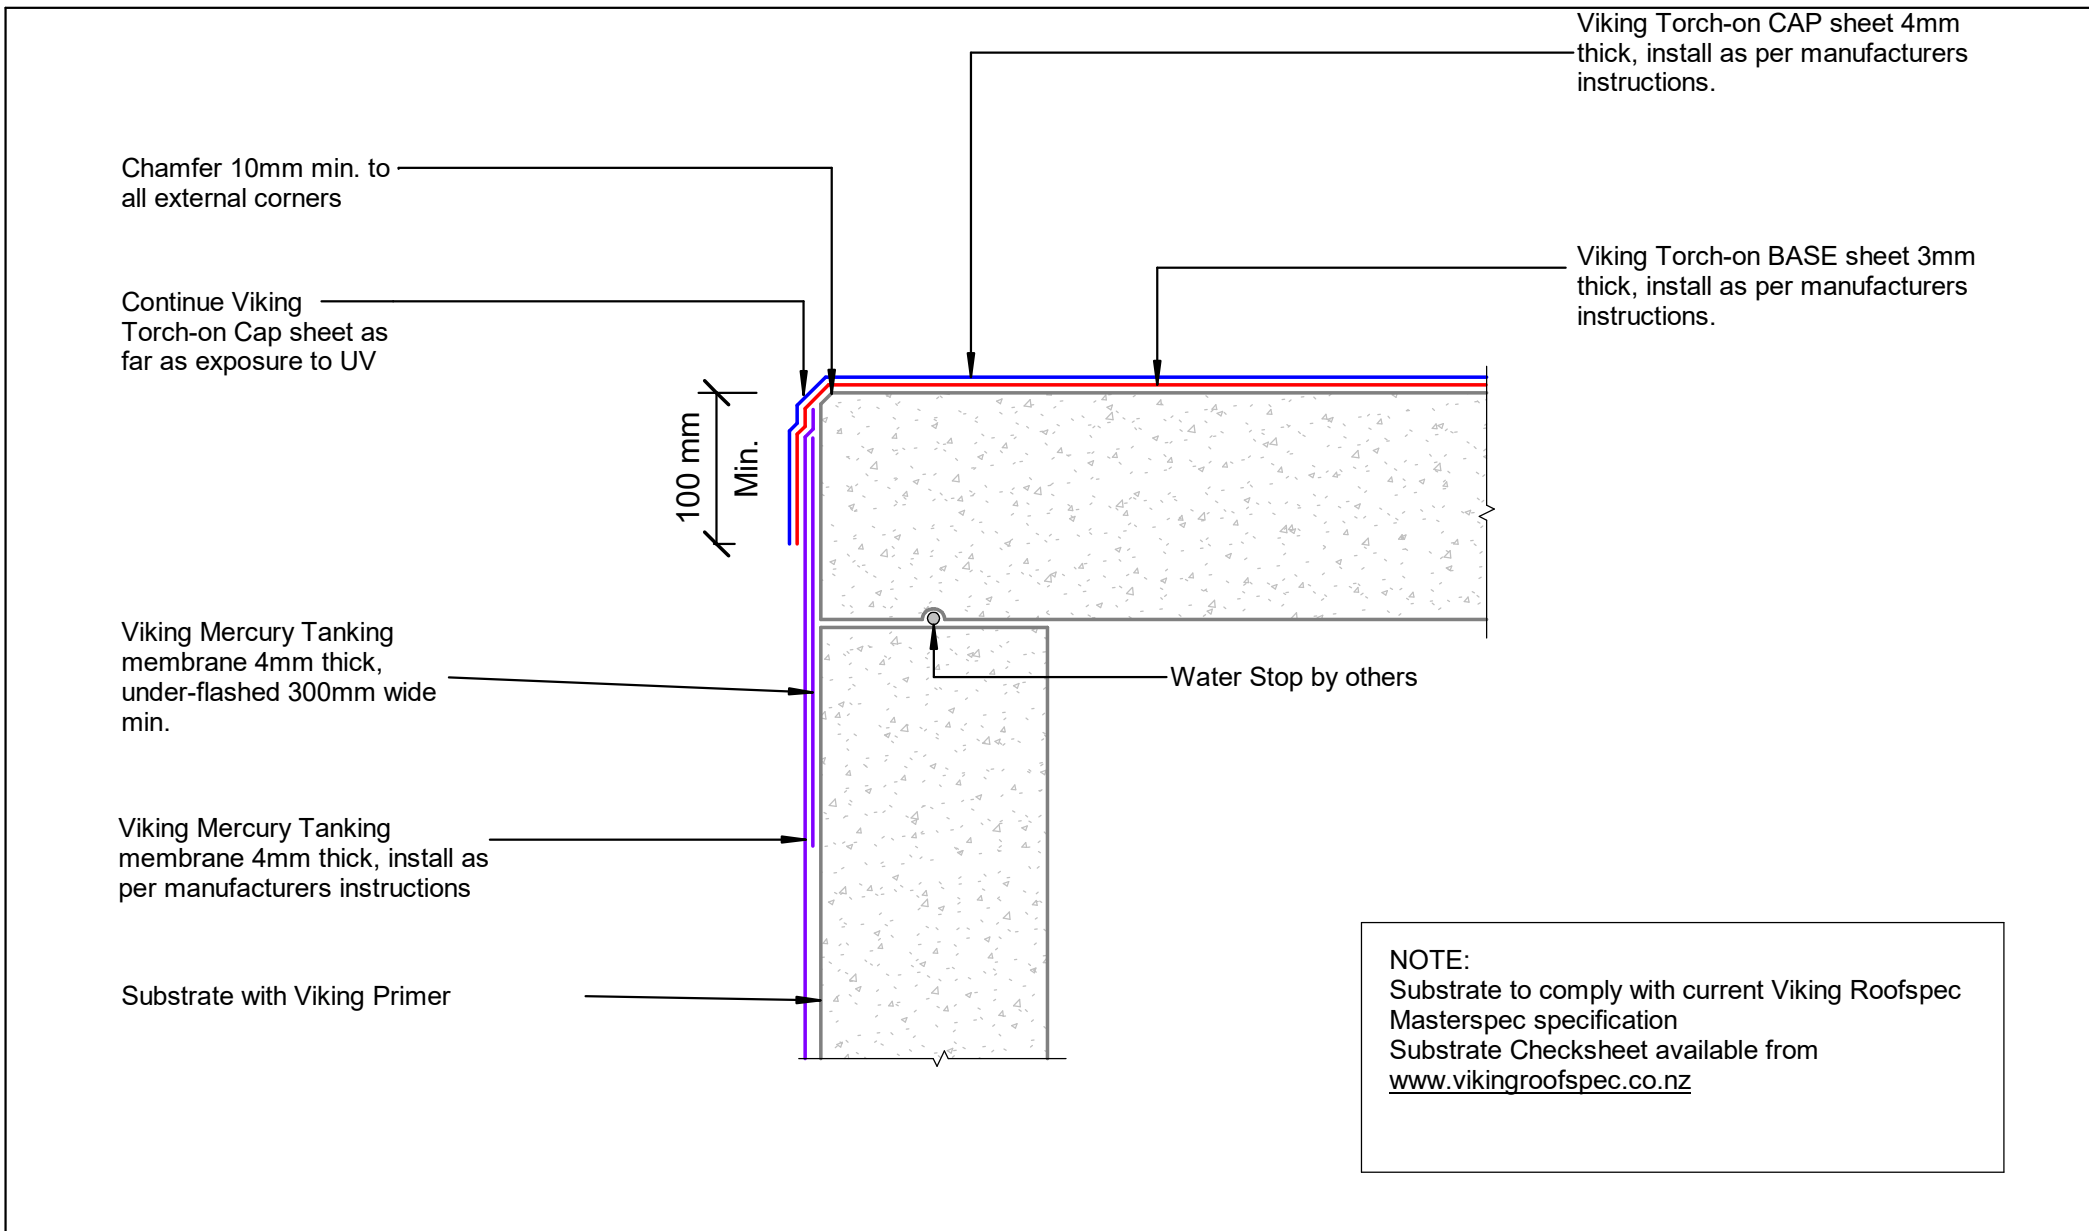 Viking Torch-on CAP sheet 4mm
thick, install as per manufacturers
instructions.
Chamfer 10mm min. to
all external corners
Viking Torch-on BASE sheet 3mm
thick, install as per manufacturers
instructions.
Continue Viking
Torch-on Cap sheet as
far as exposure to UV
100 mm
Min.
Viking Mercury Tanking
membrane 4mm thick,
under-flashed 300mm wide
min.
Water Stop by others
Viking Mercury Tanking
membrane 4mm thick, install as
per manufacturers instructions
Substrate with Viking Primer
NOTE:
Substrate to comply with current Viking Roofspec
Masterspec specification
Substrate Checksheet available from
www.vikingroofspec.co.nz